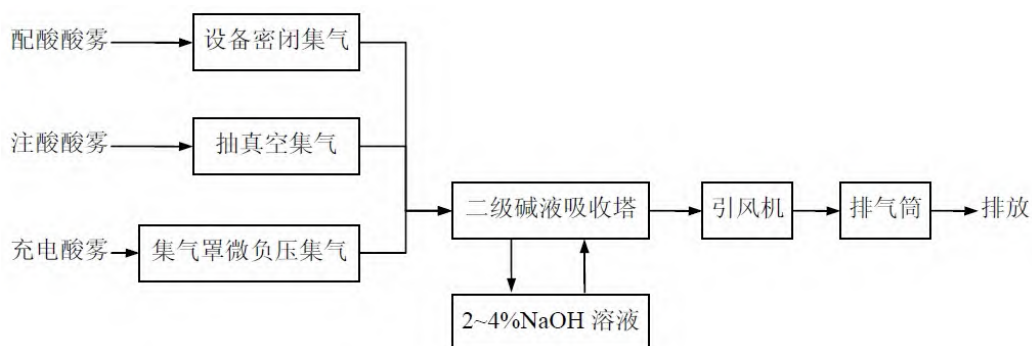 配酸酸雾
设备密闭集气
注酸酸雾
抽真空集气
充电酸雾
集气罩微负压集气
二级碱液吸收塔
引风机
排气筒
排放
2~4%NaOH 溶液